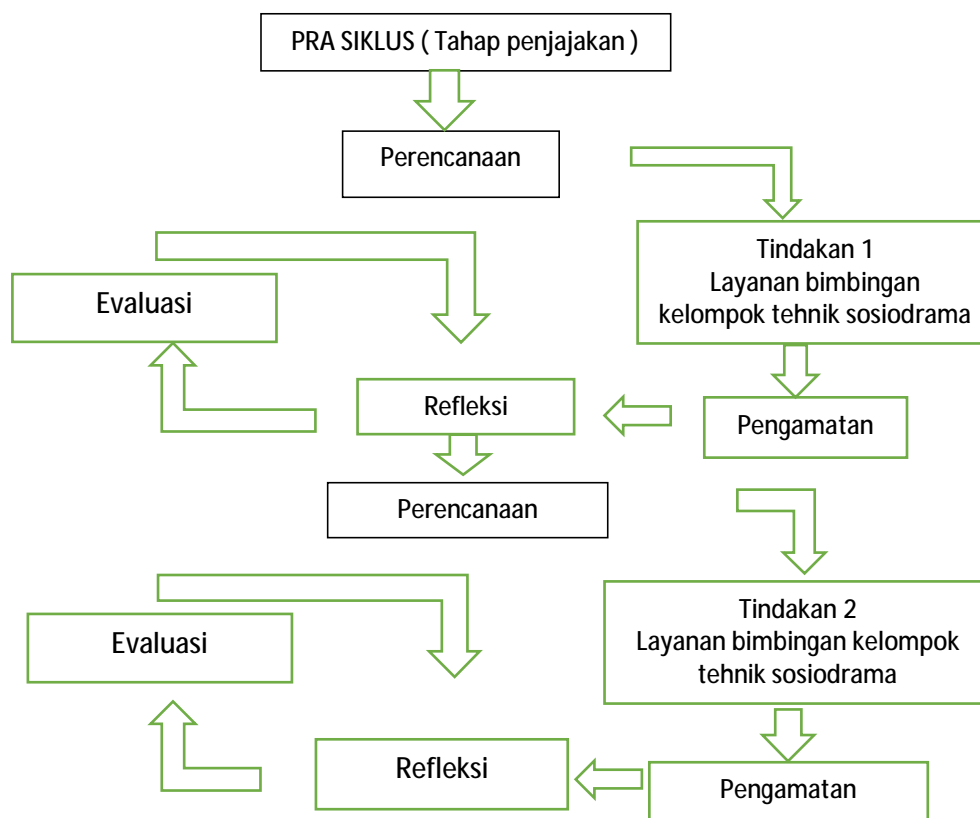 PRA SIKLUS ( Tahap penjajakan )
Perencanaan
Tindakan 1
Layanan bimbingan
kelompok tehnik sosiodrama
Evaluasi
Refleksi
Pengamatan
Perencanaan
Tindakan 2
Layanan bimbingan kelompok
tehnik sosiodrama
Evaluasi
Refleksi
Pengamatan